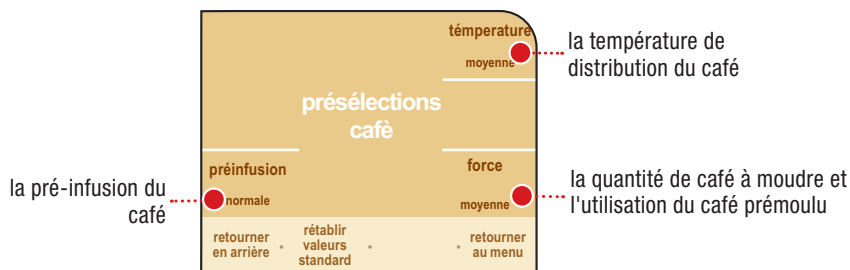 témperature
moyenne
la température de
distribution du café
présélections
cafè
préinfusion
normale
la pré-infusion du
café
force
moyenne
la quantité de café à moudre et
l'utilisation du café prémoulu
retourner
en arrière
rétablir
valeurs
standard
retourner
au menu